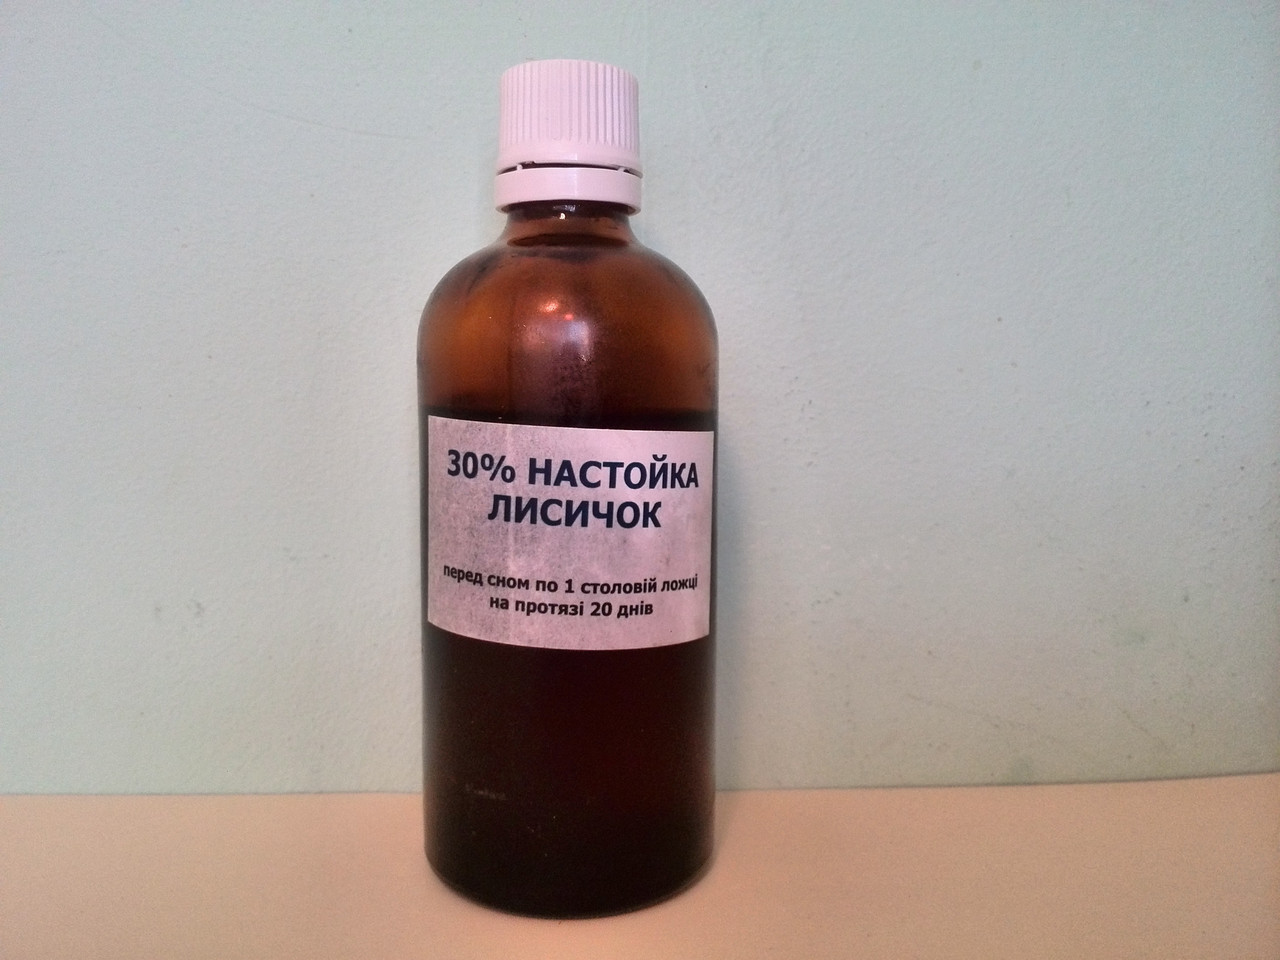 30% НАСТОЙКА
ЛИСИЧОК
перед сном по 1 столовій ложці
на протязі 20 днів